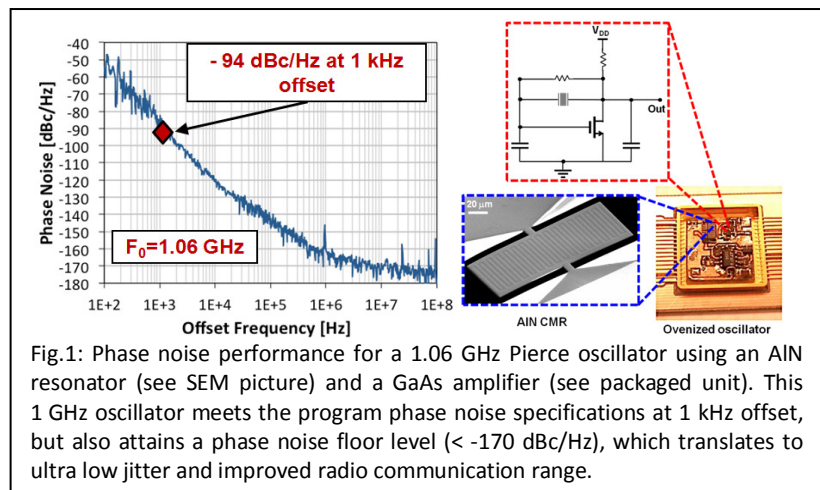 -40
-50
-60
-70
-80
-90
-100
-110
-120
-130
-140
-150
-160
-170
-180
Phase Noise [dBc/Hz]
- 94 dBc/Hz at 1 kHz
offset
F0=1.06 GHz
1E+2 1E+3 1E+4 1E+5 1E+6 1E+7 1E+8
Offset Frequency [Hz]
VDD
Out
20 μm
AlN CMR
Ovenized oscillator
Fig.1: Phase noise performance for a 1.06 GHz Pierce oscillator using an AlN
resonator (see SEM picture) and a GaAs amplifier (see packaged unit). This
1 GHz oscillator meets the program phase noise specifications at 1 kHz offset,
but also attains a phase noise floor level (< -170 dBc/Hz), which translates to
ultra low jitter and improved radio communication range.